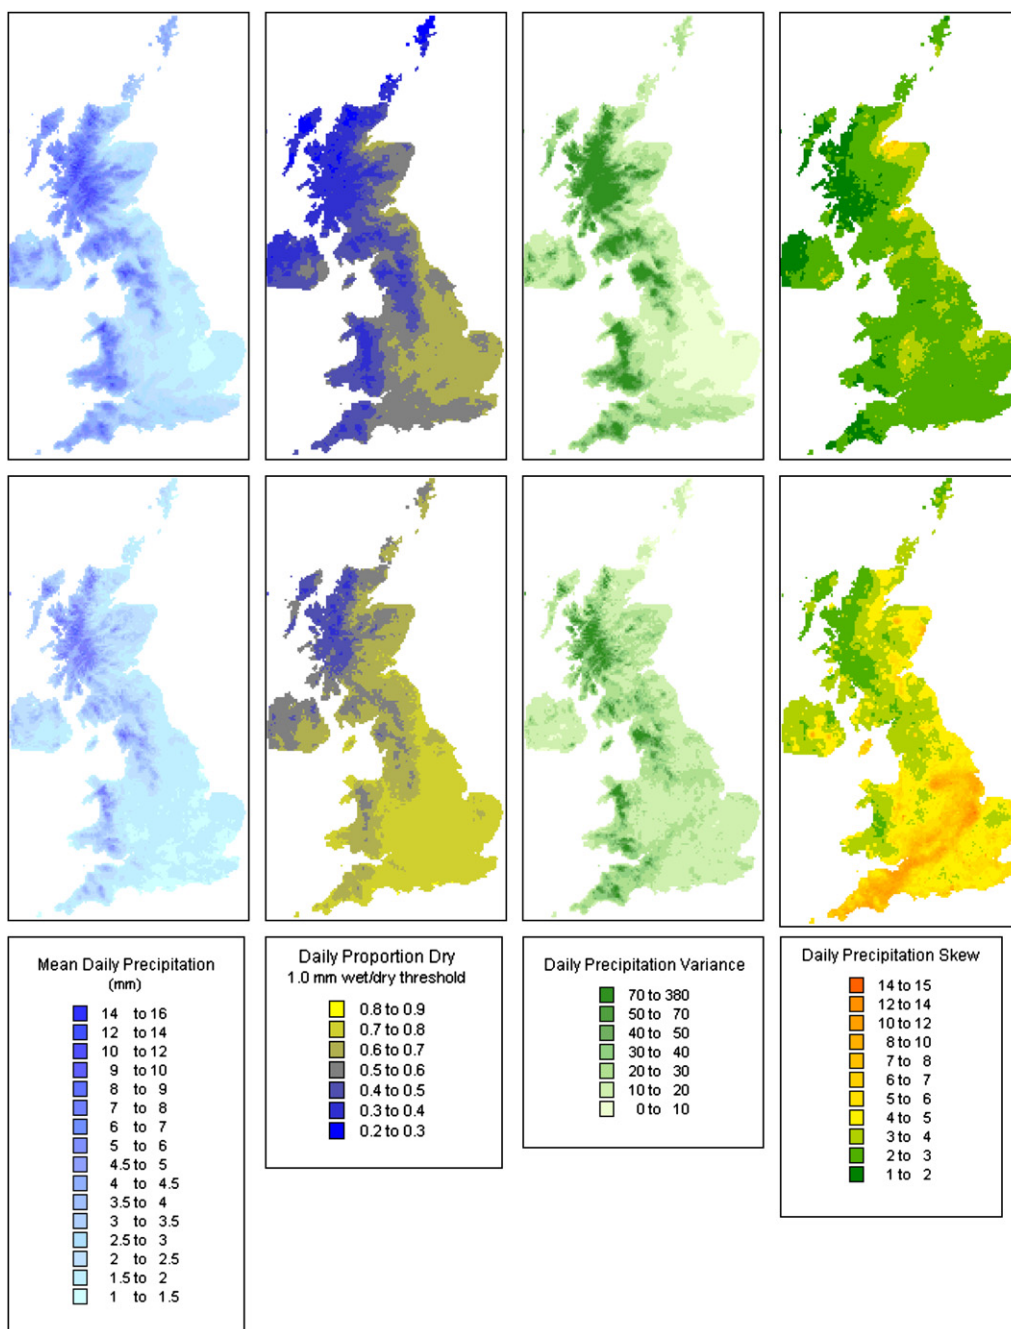 Mean Daily Precipitation
(mm)
14 to 16
12 to 14
10 to 12
9 to 10
8 to 9
7 to 8
6 to 7
5 to 6
4.5 to 5
4 to 4.5
3.5 to 4
3 to 3.5
2.5 to 3
2 to 2.5
1.5 to 2
1 to 1.5
Daily Proportion Dry
1.0 mm wet/dry threshold
0.8 to 0.9
0.7 to 0.8
0.6 to 0.7
0.5 to 0.6
0.4 to 0.5
0.3 to 0.4
0.2 to 0.3
Daily Precipitation Variance
70 to 380
50 to 70
40 to 50
30 to 40
20 to 30
10 to 20
0 to 10
Daily Precipitation Skew
14 to 15
12 to 14
10 to 12
8 to 10
7 to 8
6 to 7
5 to 6
4 to 5
3 to 4
2 to 3
1 to 2